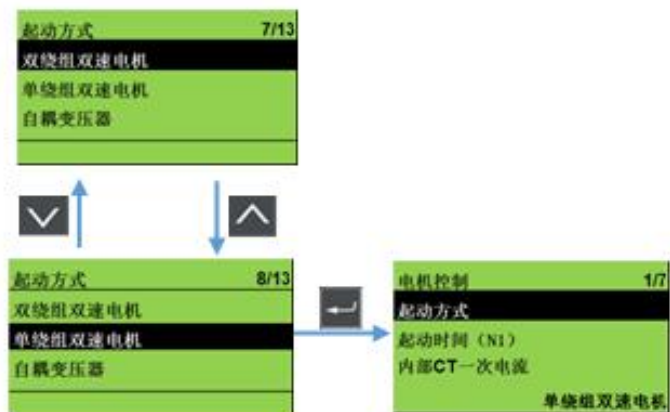 起动方式 7/13
双绕组双速电机
单绕组双速电机
自耦变压器
起动方式 8/13
双绕组双速电机
单绕组双速电机
自耦变压器
电机控制 1/7
起动方式
起动时间（N1）
内部CT一次电流
单绕组双速电机